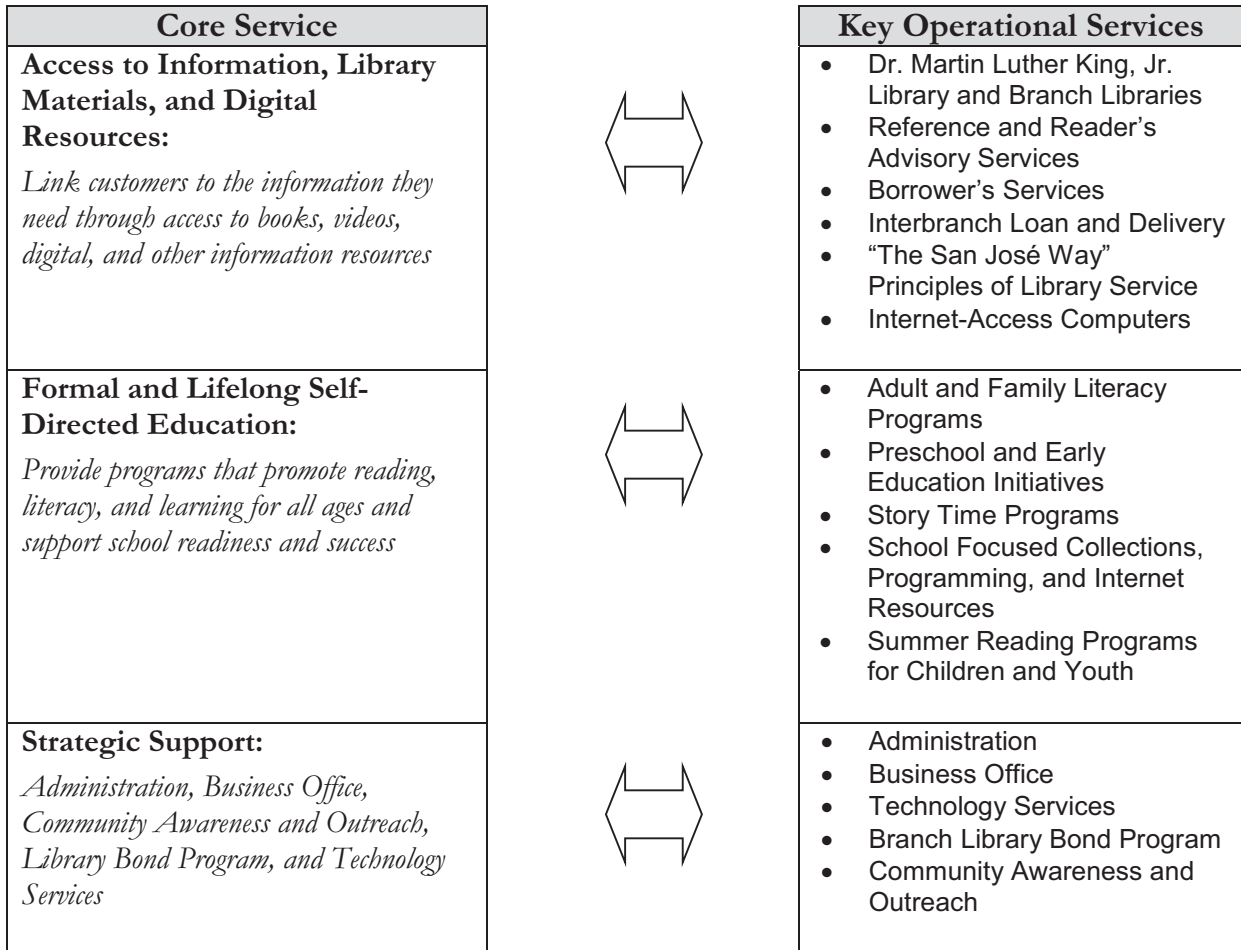 Core Service
Access to Information, Library
Materials, and Digital
Resources:
Link customers to the information they
need through access to books, videos,
digital, and other information resources
Key Operational Services
• Dr. Martin Luther King, Jr.
Library and Branch Libraries
• Reference and Reader’s
Advisory Services
• Borrower’s Services
• Interbranch Loan and Delivery
• “The San José Way”
Principles of Library Service
• Internet-Access Computers
Formal and Lifelong Self-
Directed Education:
Provide programs that promote reading,
literacy, and learning for all ages and
support school readiness and success
• Adult and Family Literacy
Programs
• Preschool and Early
Education Initiatives
• Story Time Programs
• School Focused Collections,
Programming, and Internet
Resources
• Summer Reading Programs
for Children and Youth
Strategic Support:
Administration, Business Office,
Community Awareness and Outreach,
Library Bond Program, and Technology
Services
• Administration
• Business Office
• Technology Services
• Branch Library Bond Program
• Community Awareness and
Outreach